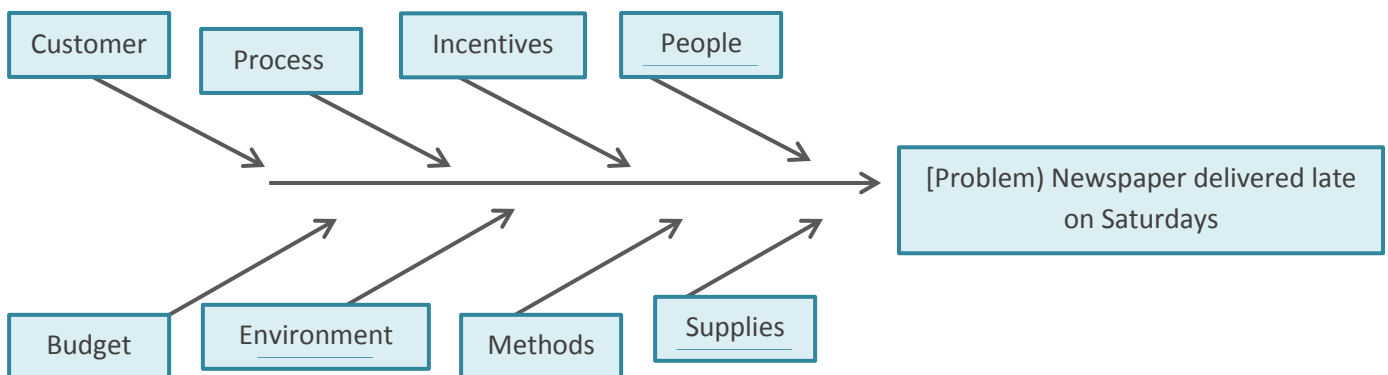 Customer
Process
Incentives
People
[Problem) Newspaper delivered late
on Saturdays
Budget
Environment
Methods
Supplies